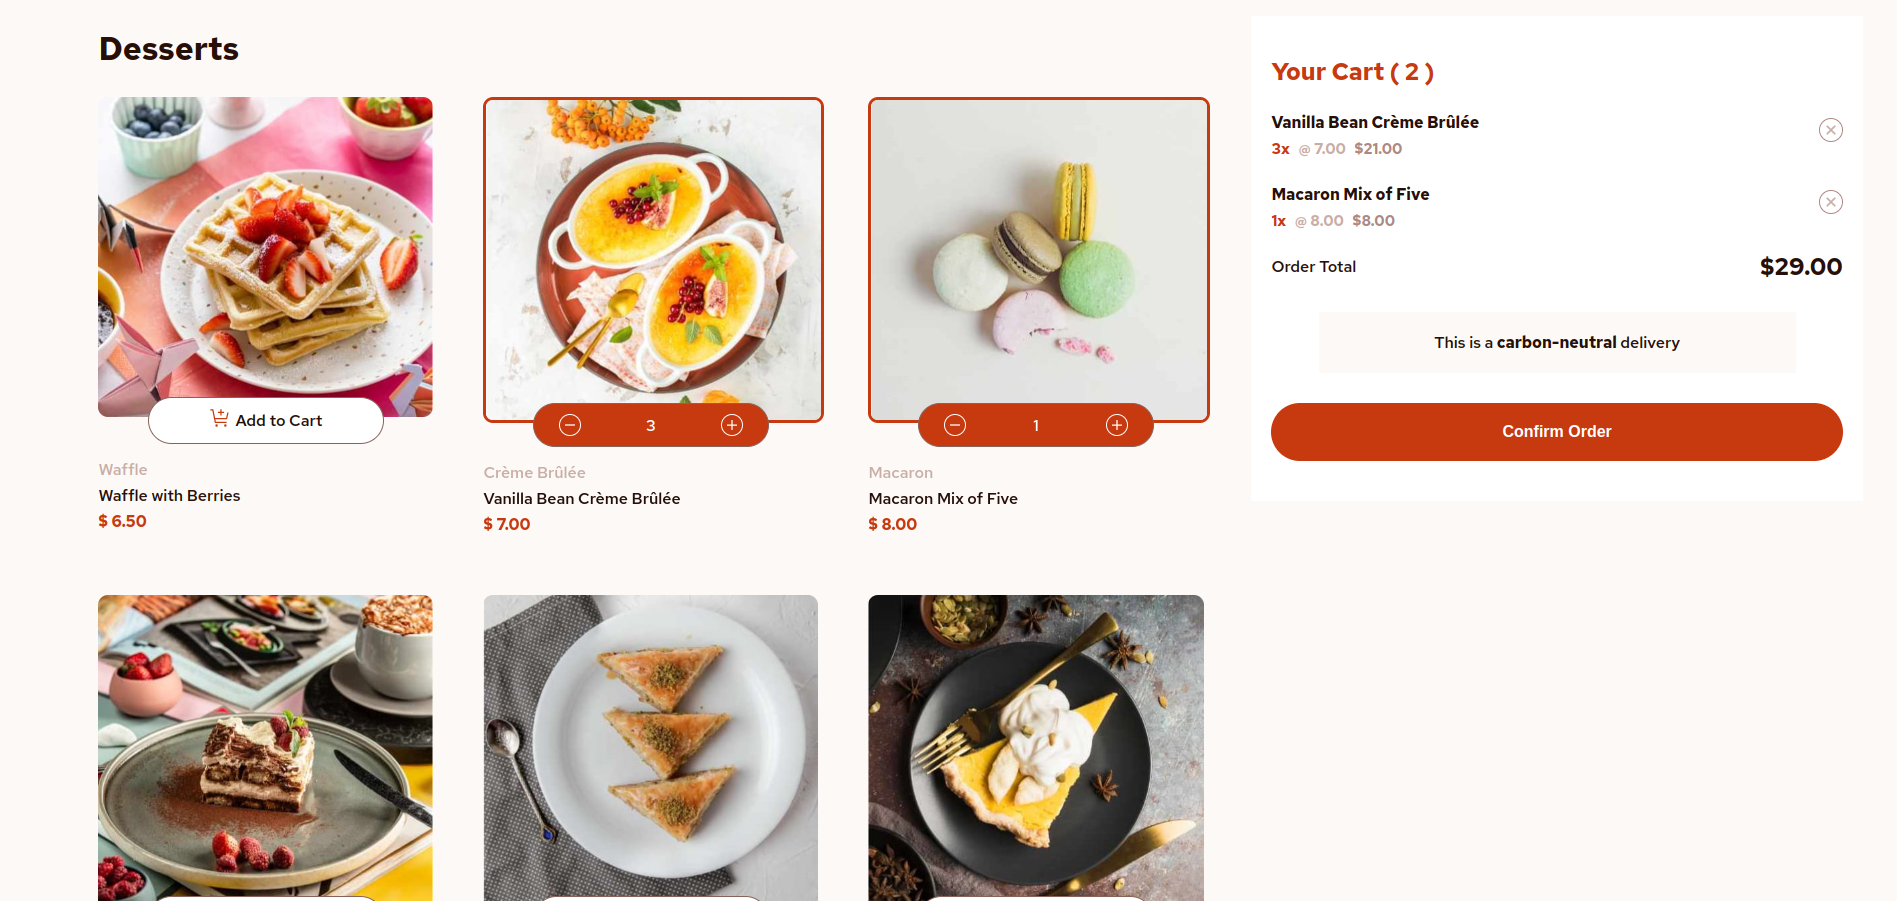 Desserts
Add to Cart
Waffle
Waffle with Berries
$ 6.50
3
Crème Brûlée
Vanilla Bean Crème Brûlée
$ 7.00
1
Macaron
Macaron Mix of Five
$ 8.00
Your Cart ( 2 )
Vanilla Bean Crème Brûlée
3x @ 7.00 $21.00
Macaron Mix of Five
1x @ 8.00 $8.00
Order Total $29.00
This is a carbon-neutral delivery
Confirm Order